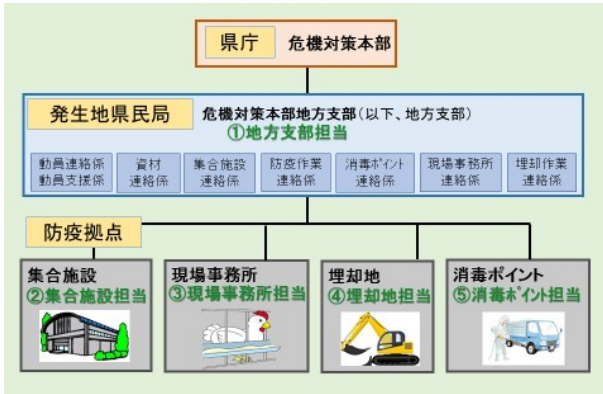 県庁 危機対策本部
発生地県民局 危機対策本部地方支部(以下、地方支部)
①地方支部担当
動員連絡係
動員支援係
資材
連絡係
集合施設
連絡係
防疫作業
連絡係
消毒ポイント
連絡係
現場事務所
連絡係
埋却作業
連絡係
防疫拠点
集合施設
②集合施設担当
現場事務所
③現場事務所担当
埋却地
④埋却地担当
消毒ポイント
⑤消毒ポイント担当